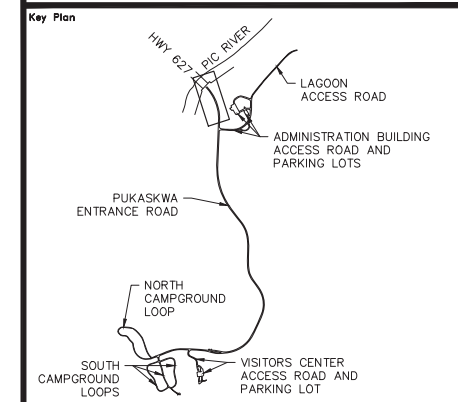 Key Plan
HWY 627
PIC RIVER
LAGOON
ACCESS ROAD
ADMINISTRATION BUILDING
ACCESS ROAD AND
PARKING LOTS
PUKASKWA
ENTRANCE ROAD
NORTH
CAMPGROUND
LOOP
SOUTH
CAMPGROUND
LOOPS
VISITORS CENTER
ACCESS ROAD AND
PARKING LOT